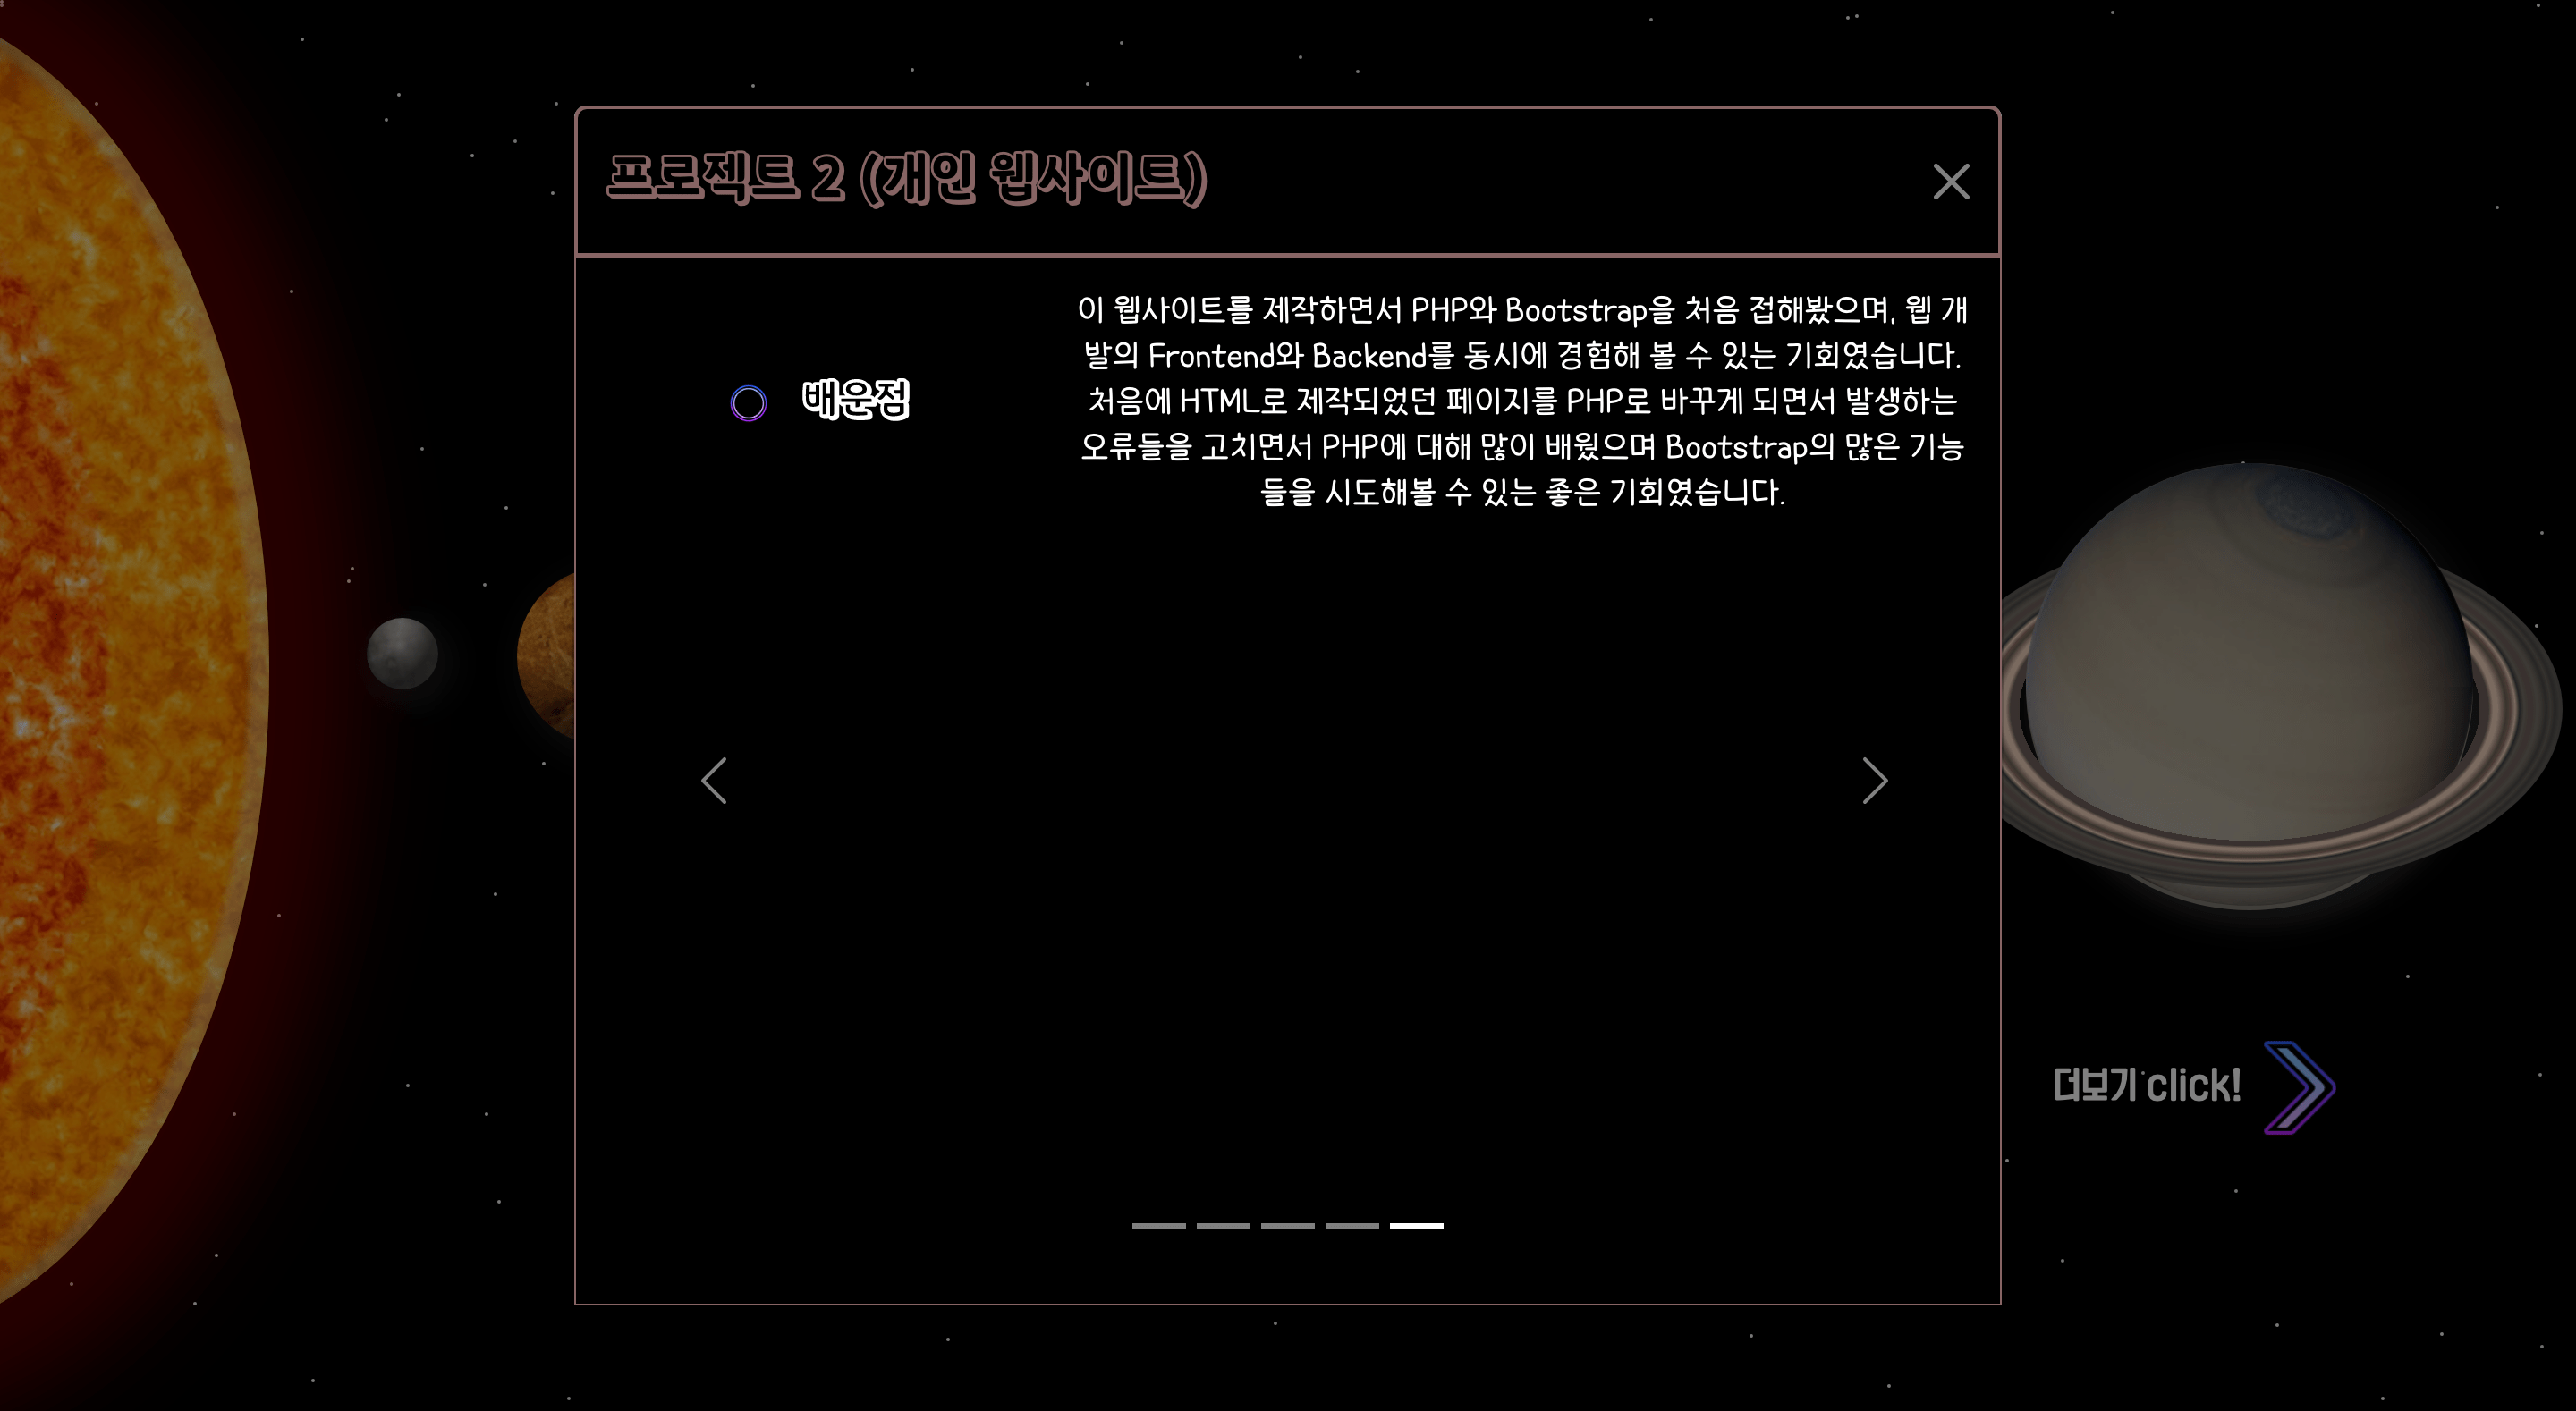 프로젝트 2 (개인 웹사이트)
배운점
이 웹사이트를 제작하면서 PHP와 Bootstrap을 처음 접해봤으며, 웹 개
발의 Frontend와 Backend를 동시에 경험해 볼 수 있는 기회였습니다.
처음에 HTML로 제작되었던 페이지를 PHP로 바꾸게 되면서 발생하는
오류들을 고치면서 PHP에 대해 많이 배웠으며 Bootstrap의 많은 기능
들을 시도해볼 수 있는 좋은 기회였습니다.
더보기 click!